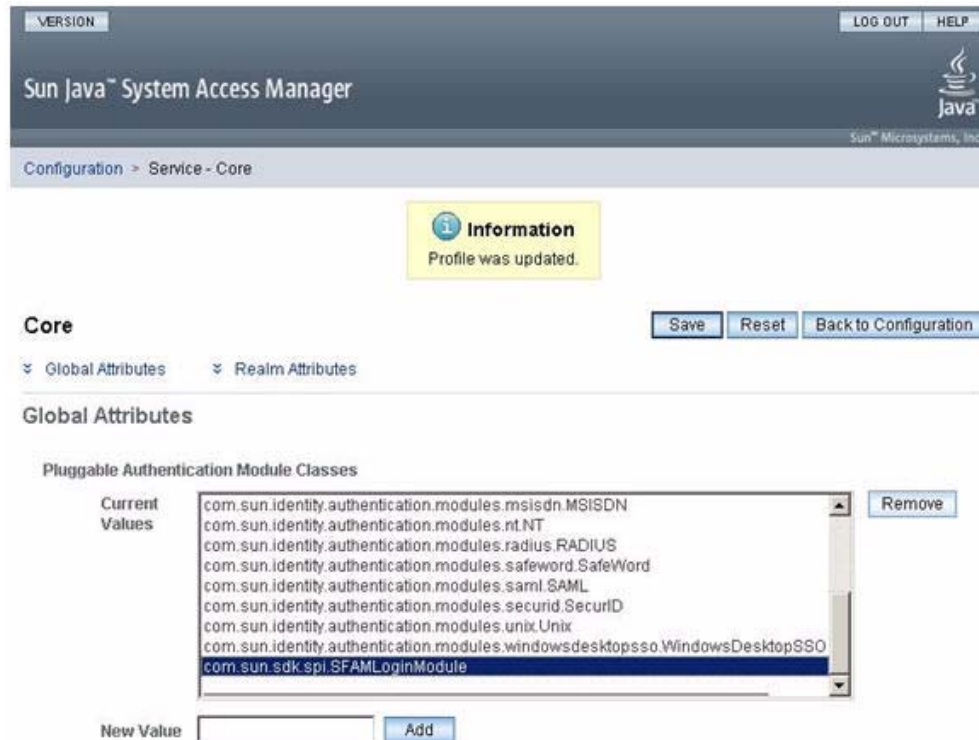 VERSION
LOG OUT HELP
Sun Java™ System Access Manager
Java
Sun™ Microsystems, Inc
Configuration > Service - Core
Information
Profile was updated.
Core
Save Reset Back to Configuration
Global Attributes Realm Attributes
Global Attributes
Pluggable Authentication Module Classes
Current Values
com.sun.identity.authentication.modules.msisdn.MSISDN
Remove
com.sun.identity.authentication.modules.nt.NT
com.sun.identity.authentication.modules.radius.RADIUS
com.sun.identity.authentication.modules.safeword.SafeWord
com.sun.identity.authentication.modules.saml.SAML
com.sun.identity.authentication.modules.securid.SecurID
com.sun.identity.authentication.modules.unix.Unix
com.sun.identity.authentication.modules.windowsdesktopsso.WindowsDesktopSSO
com.sun.sdk.spi.SFAMLoginModule
New Value Add